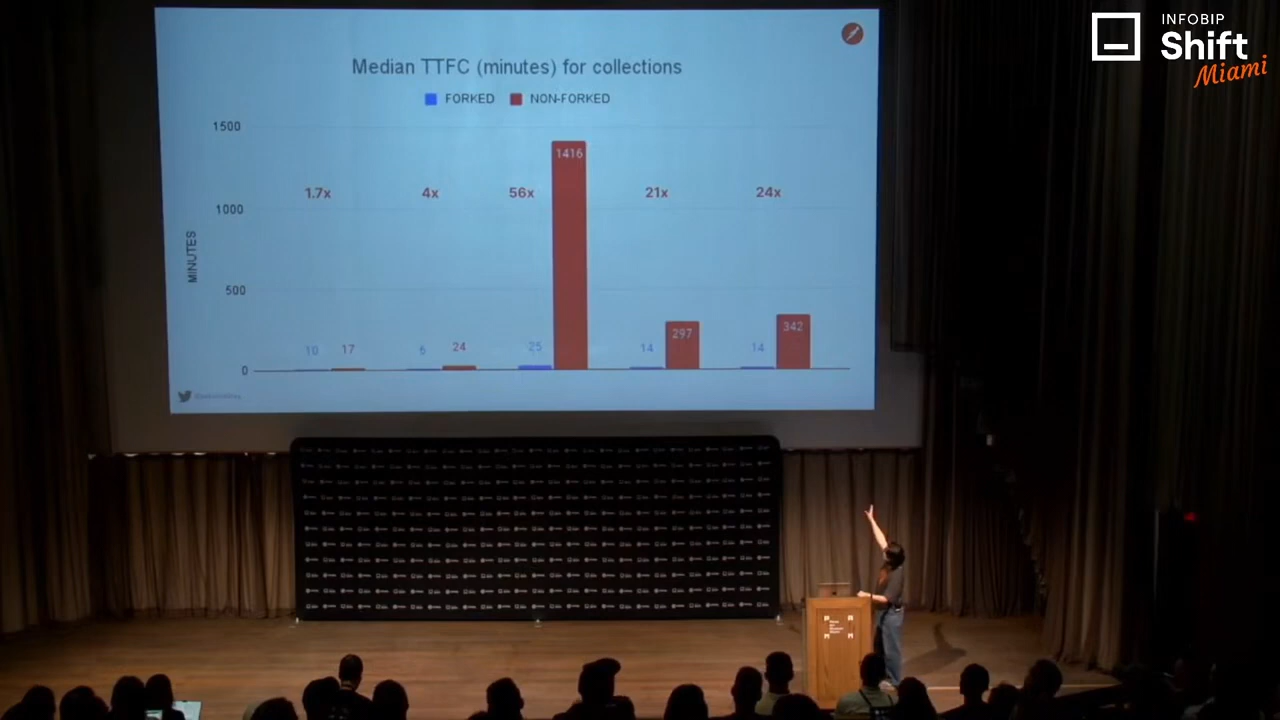 INFOBIP
Shift
Miami
Median TTFC (minutes) for collections
FORKED NON-FORKED
1500
1000
500
0
MINUTES
1.7x 4x 56x 21x 24x
10 17 6 24 25 1416 14 297 14 342